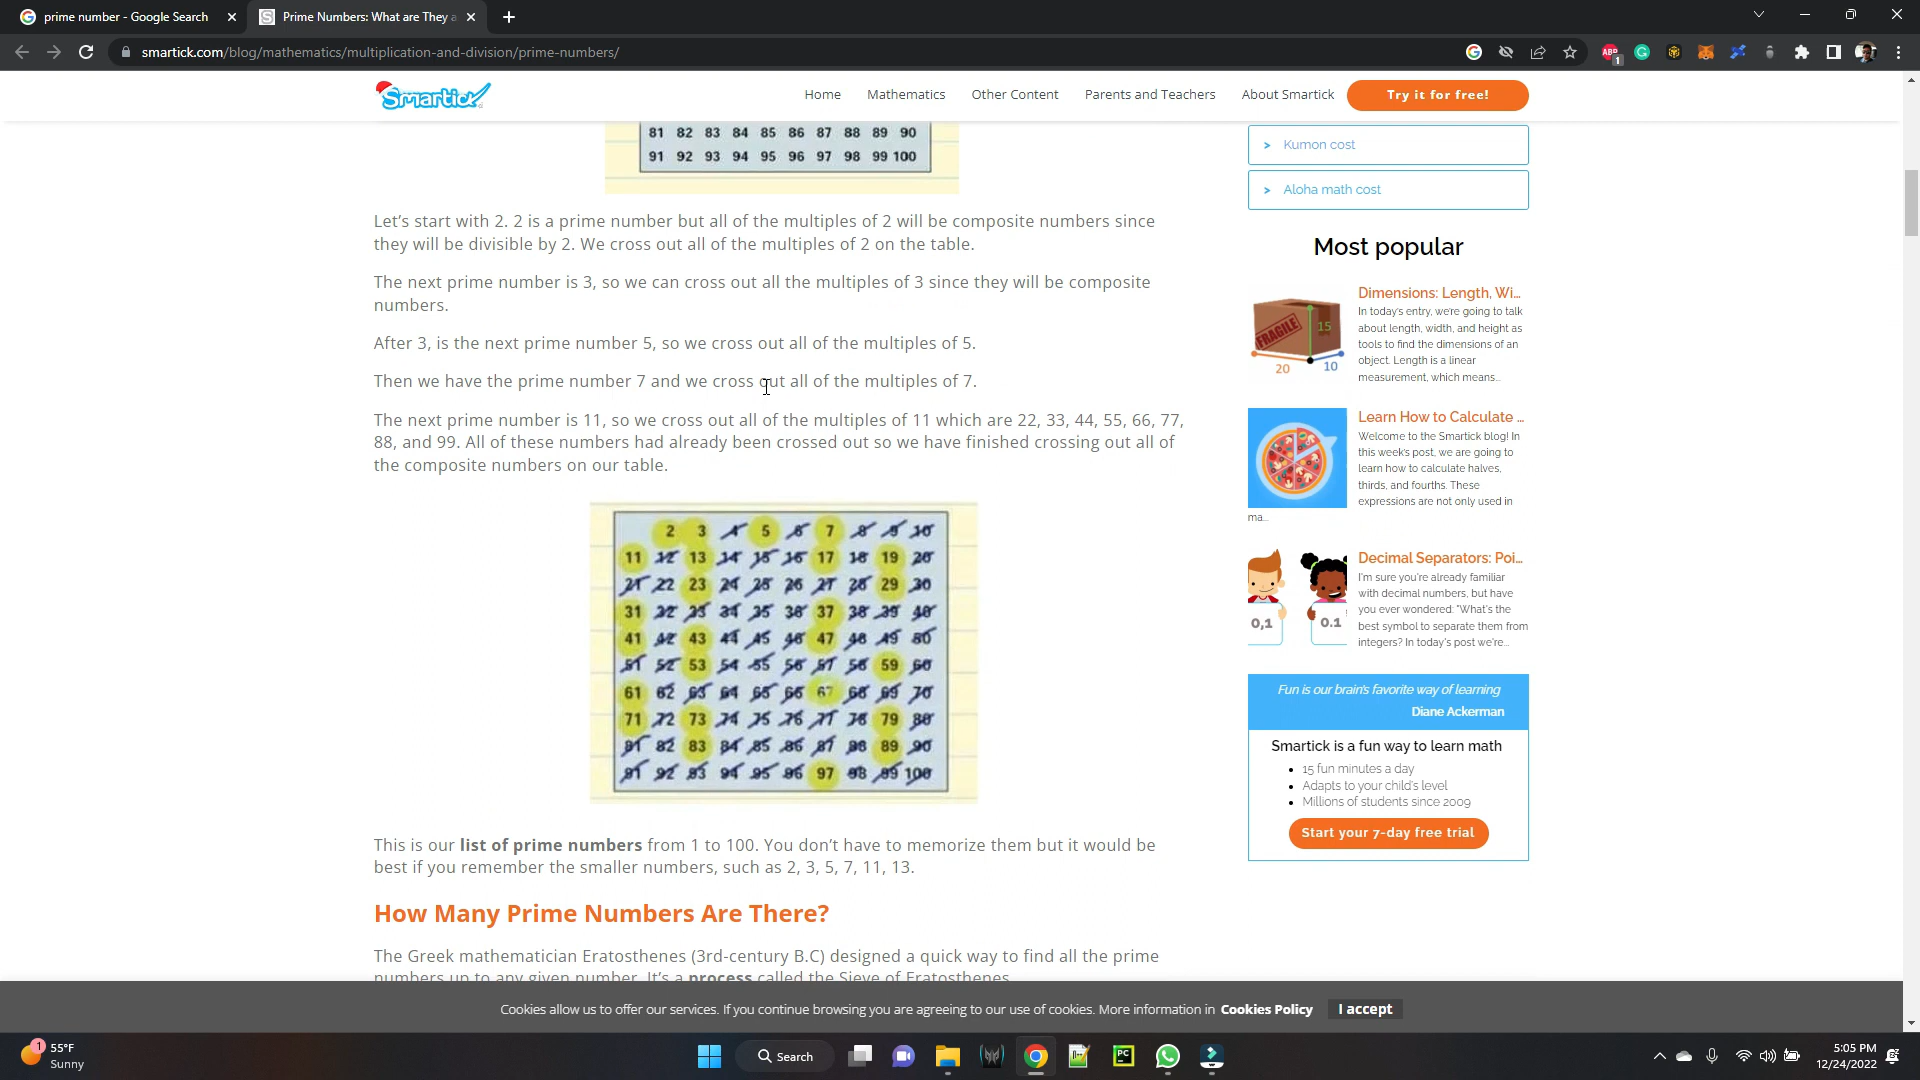 prime number - Google Search
Prime Numbers: What are They a
smartick.com/blog/mathematics/multiplication-and-division/prime-numbers/
ABP
1
Smartick
Home
Mathematics
Other Content
Parents and Teachers
About Smartick
Try it for free!
81 82 83 84 85 86 87 88 89 90
91 92 93 94 95 96 97 98 99 100
Let's start with 2. 2 is a prime number but all of the multiples of 2 will be composite numbers since
they will be divisible by 2. We cross out all of the multiples of 2 on the table.
The next prime number is 3, so we can cross out all the multiples of 3 since they will be composite
numbers.
After 3, is the next prime number 5, so we cross out all of the multiples of 5.
Then we have the prime number 7 and we cross out all of the multiples of 7.
The next prime number is 11, so we cross out all of the multiples of 11 which are 22, 33, 44, 55, 66, 77,
88, and 99. All of these numbers had already been crossed out so we have finished crossing out all of
the composite numbers on our table.
2 3 4 5 6 7 8 9 10
11 12 13 14 15 16 17 18 19 20
21 22 23 24 25 26 27 28 29 30
31 32 33 34 35 36 37 38 39 40
41 42 43 44 45 46 47 48 49 50
51 52 53 54 55 56 57 58 59 60
61 62 63 64 65 66 67 68 69 70
71 72 73 74 75 76 77 78 79 80
81 82 83 84 85 86 87 88 89 90
91 92 93 94 95 96 97 98 99 100
This is our list of prime numbers from 1 to 100. You don't have to memorize them but it would be
best if you remember the smaller numbers, such as 2, 3, 5, 7, 11, 13.
How Many Prime Numbers Are There?
The Greek mathematician Eratosthenes (3rd-century B.C) designed a quick way to find all the prime
numbers up to any given number. It's a process called the Sieve of Eratosthenes.
> Kumon cost
> Aloha math cost
Most popular
FRAGILE
15
20
10
Dimensions: Length, Wi...
In today's entry, we're going to talk
about length, width, and height as
tools to find the dimensions of an
object. Length is a linear
measurement, which means...
Learn How to Calculate ...
Welcome to the Smartick blog! In
this week's post, we are going to
learn how to calculate halves,
thirds, and fourths. These
expressions are not only used in
ma...
0,1
0.1
Decimal Separators: Poi...
I'm sure you're already familiar
with decimal numbers, but have
you ever wondered: "What's the
best symbol to separate them from
integers? In today's post we're...
Fun is our brain's favorite way of learning
Diane Ackerman
Smartick is a fun way to learn math
• 15 fun minutes a day
• Adapts to your child's level
• Millions of students since 2009
Start your 7-day free trial
Cookies allow us to offer our services. If you continue browsing you are agreeing to our use of cookies. More information in Cookies Policy
I accept
1
55°F
Sunny
Search
PC
5:05 PM
12/24/2022